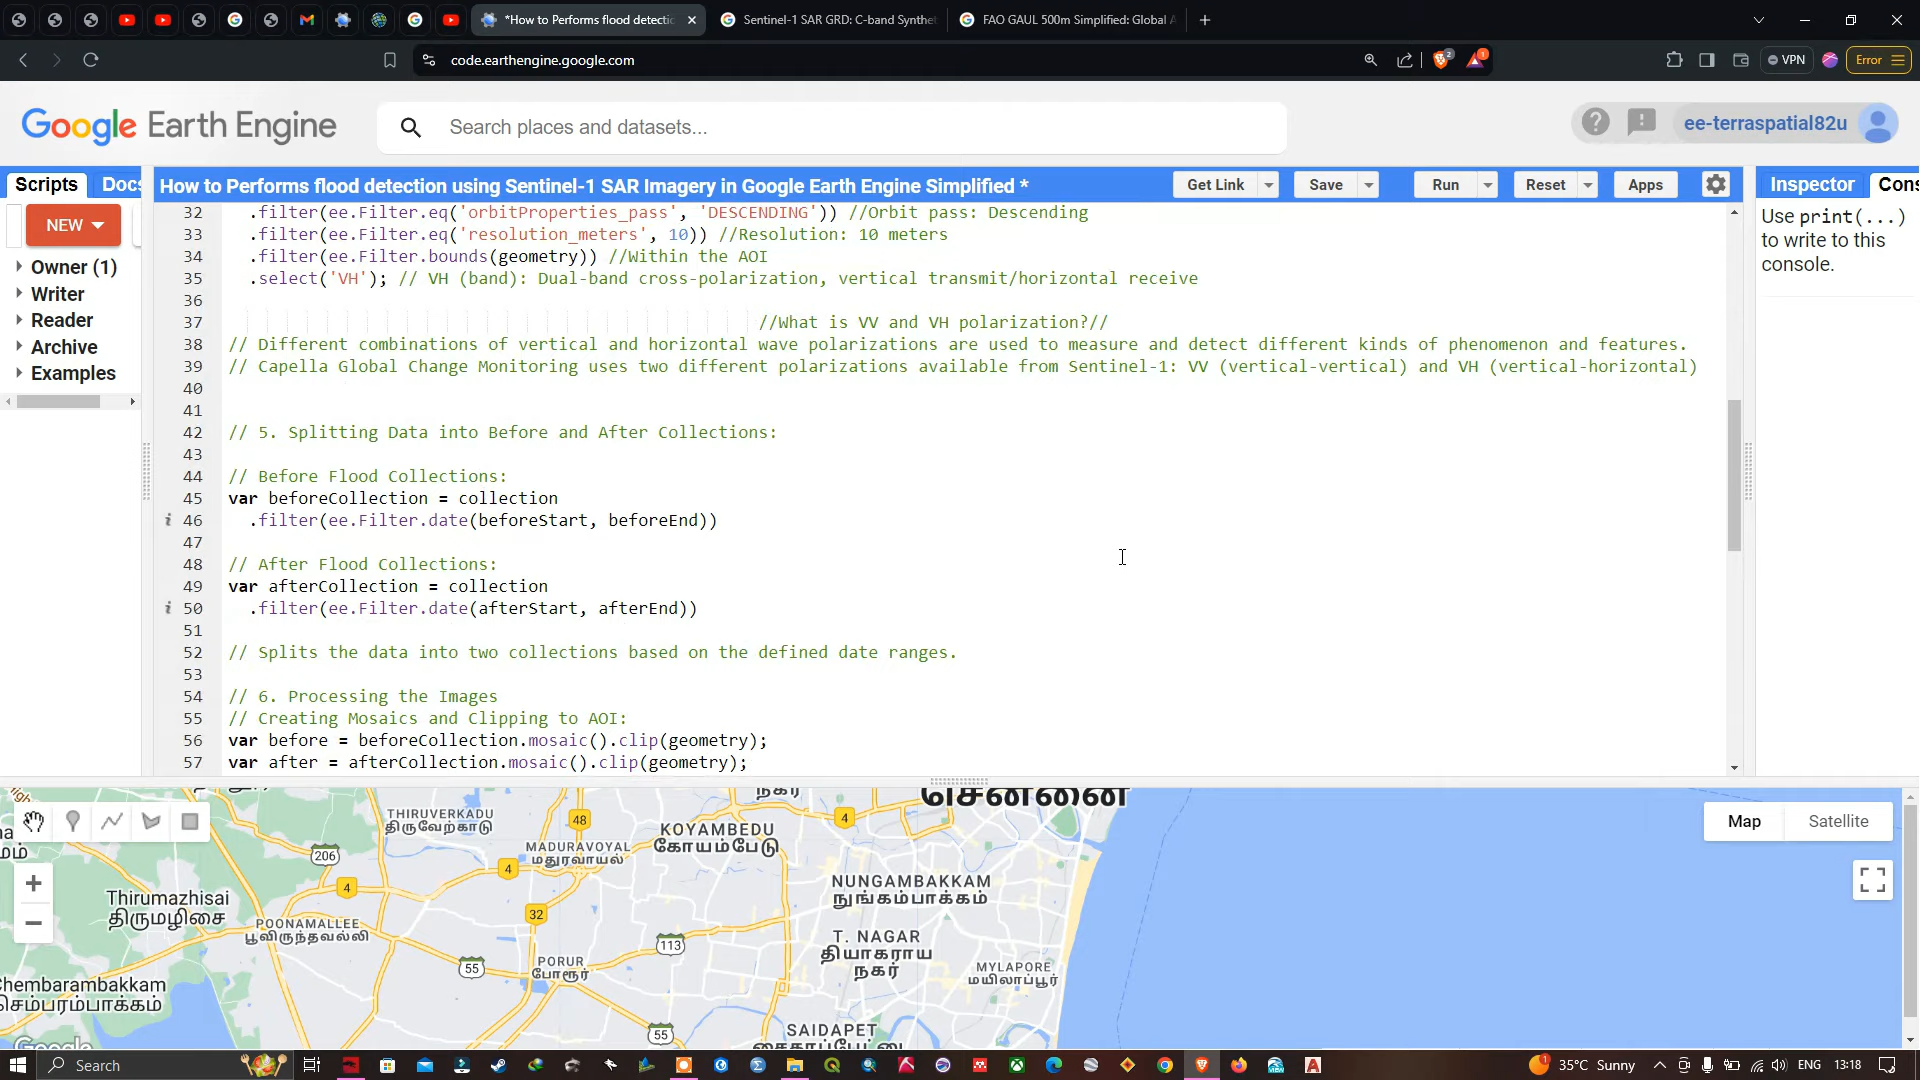 *How to Performs flood detectio
Sentinel-1 SAR GRD: C-band Synthet
FAO GAUL 500m Simplified: Global A
code.earthengine.google.com
2
1
VPN
Error
Google Earth Engine
Search places and datasets...
ee-terraspatial82u
Scripts
Docs
How to Performs flood detection using Sentinel-1 SAR Imagery in Google Earth Engine Simplified *
Get Link
Save
Run
Reset
Apps
Inspector
Cons
NEW
Owner (1)
Writer
Reader
Archive
Examples
32 .filter(ee.Filter.eq('orbitProperties_pass', 'DESCENDING')) //Orbit pass: Descending
33 .filter(ee.Filter.eq('resolution_meters', 10)) //Resolution: 10 meters
34 .filter(ee.Filter.bounds(geometry)) //Within the AOI
35 .select('VH'); // VH (band): Dual-band cross-polarization, vertical transmit/horizontal receive
36
37 //What is VV and VH polarization?//
38 // Different combinations of vertical and horizontal wave polarizations are used to measure and detect different kinds of phenomenon and features.
39 // Capella Global Change Monitoring uses two different polarizations available from Sentinel-1: VV (vertical-vertical) and VH (vertical-horizontal)
40
41
42 // 5. Splitting Data into Before and After Collections:
43
44 // Before Flood Collections:
45 var beforeCollection = collection
i 46 .filter(ee.Filter.date(beforeStart, beforeEnd))
47
48 // After Flood Collections:
49 var afterCollection = collection
i 50 .filter(ee.Filter.date(afterStart, afterEnd))
51
52 // Splits the data into two collections based on the defined date ranges.
53
54 // 6. Processing the Images
55 // Creating Mosaics and Clipping to AOI:
56 var before = beforeCollection.mosaic().clip(geometry);
57 var after = afterCollection.mosaic().clip(geometry);
Use print(...)
to write to this
console.
சென்னை
நகர்
THIRUVERKADU
திருவேற்காடு
48
KOYAMBEDU
கோயம்பேடு
4
MADURAVOYAL
மதுரவாயல்
206
4
4
Thirumazhisai
திருமழிசை
NUNGAMBAKKAM
நுங்கம்பாக்கம்
32
POONAMALLEE
பூவிருந்தவல்லி
113
T. NAGAR
தியாகராய
நகர்
PORUR
போரூர்
55
MYLAPORE
மயிலாப்பூர்
Chembarambakkam
செம்பரம்பாக்கம்
55
SAIDAPET
Google
Map
Satellite
+
−
Search
35°C Sunny
ENG
13:18